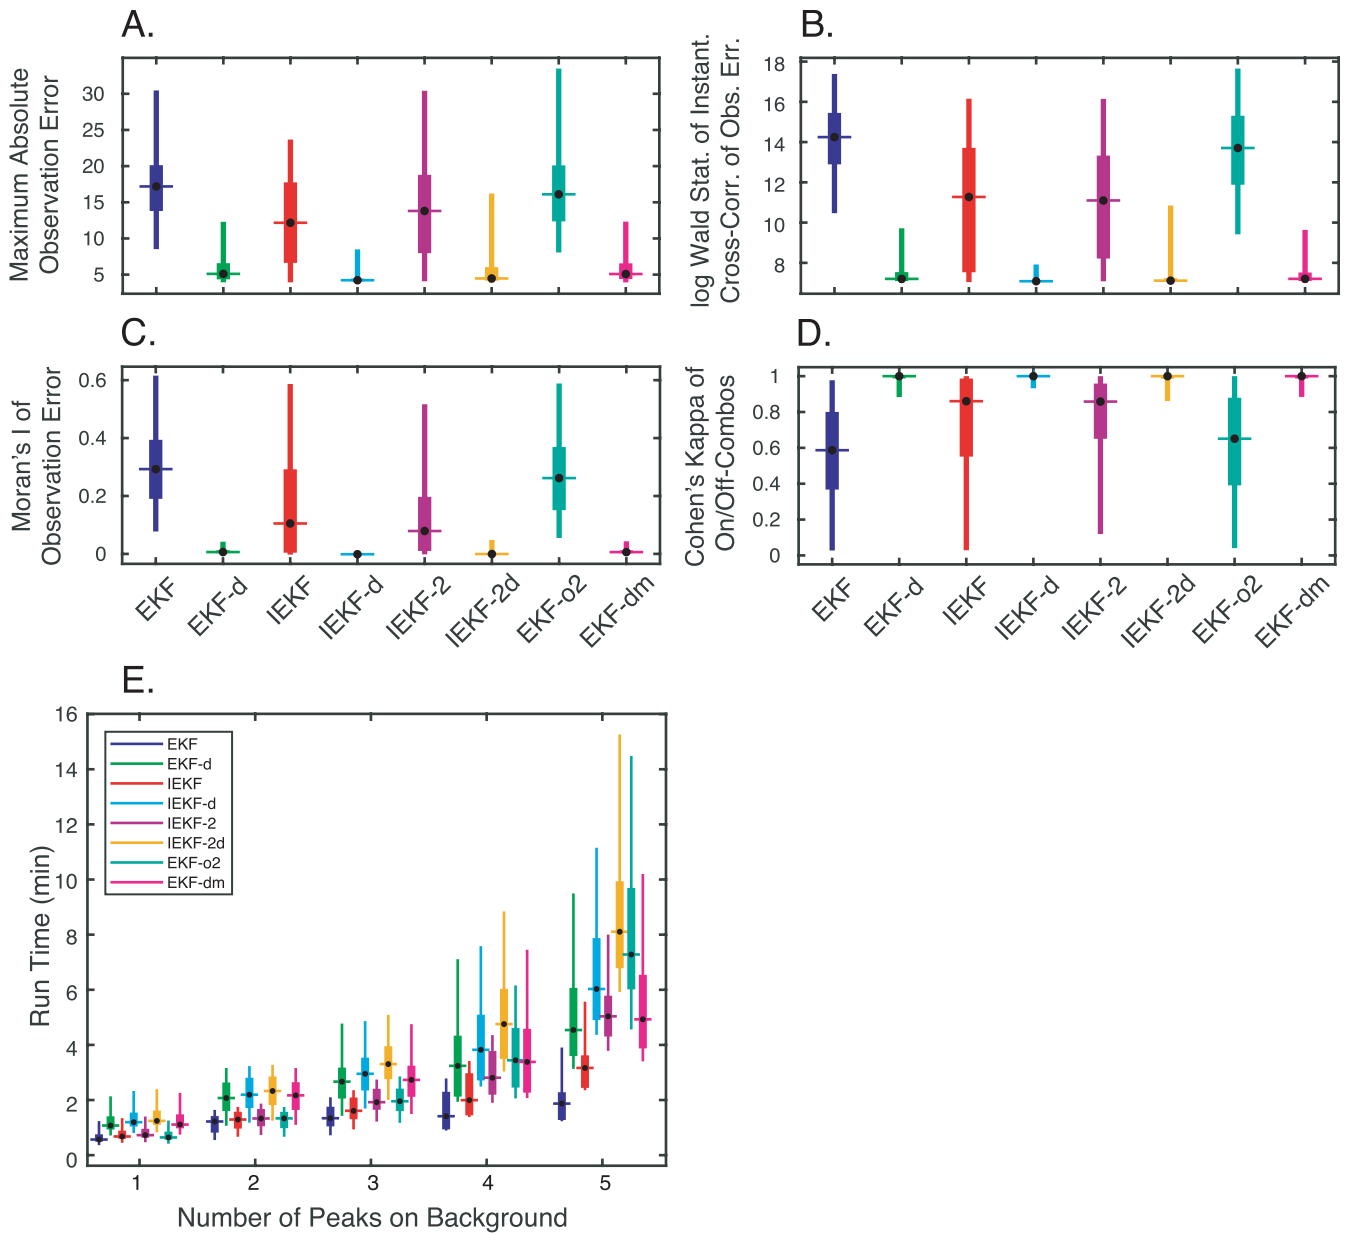 A.
Maximum Absolute
Observation Error
30
25
20
15
10
5
B.
log Wald Stat. of Instant.
Cross-Corr. of Obs. Err.
18
16
14
12
10
8
C.
Moran's I of
Observation Error
0.6
0.4
0.2
0
EKF
EKF-d
IEKF
IEKF-d
IEKF-2
IEKF-2d
EKF-o2
EKF-dm
D.
Cohen's Kappa of
On/Off-Combos
1
0.8
0.6
0.4
0.2
0
EKF
EKF-d
IEKF
IEKF-d
IEKF-2
IEKF-2d
EKF-o2
EKF-dm
E.
Run Time (min)
16
14
12
10
8
6
4
2
0
EKF
EKF-d
IEKF
IEKF-d
IEKF-2
IEKF-2d
EKF-o2
EKF-dm
1 2 3 4 5
Number of Peaks on Background